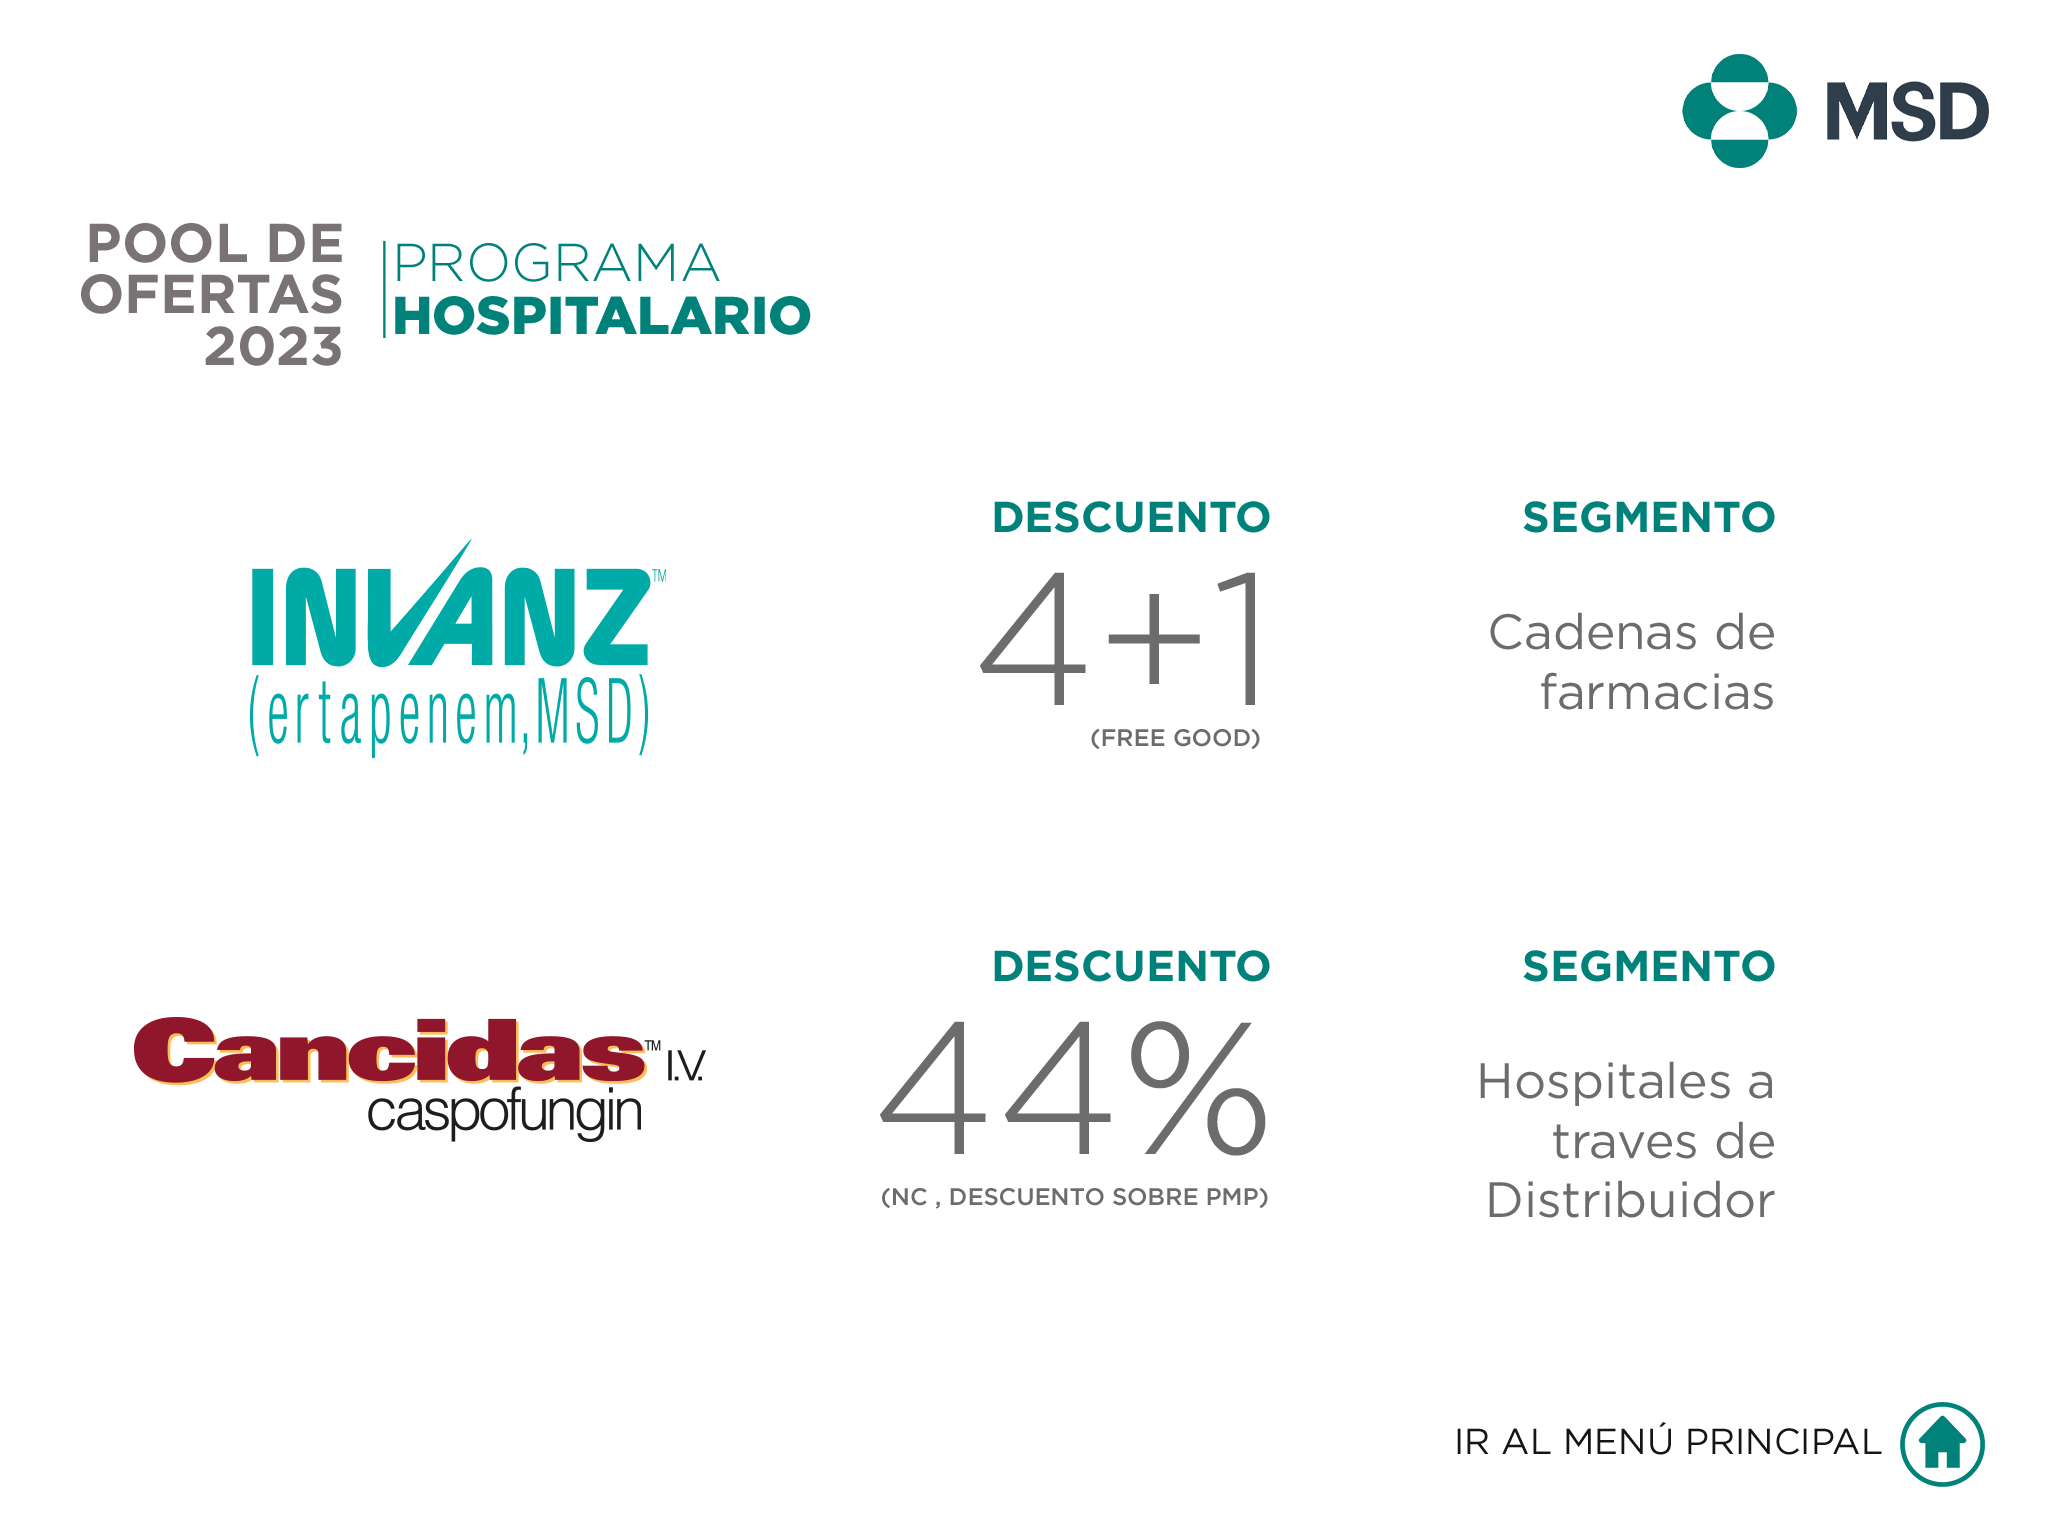 MSD
POOL DE
OFERTAS
2023
PROGRAMA
HOSPITALARIO
INVANZ™
(ertapenem,MSD)
DESCUENTO
4+1
(FREE GOOD)
SEGMENTO
Cadenas de
farmacias
Cancidas™ I.V.
caspofungin
DESCUENTO
44%
(NC , DESCUENTO SOBRE PMP)
SEGMENTO
Hospitales a
traves de
Distribuidor
IR AL MENÚ PRINCIPAL